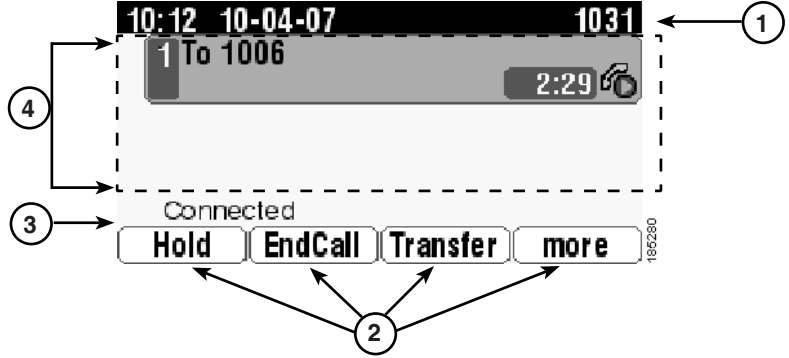 10:12 10-04-07 1031
1
1 To 1006
2:29
4
Connected
3
Hold EndCall Transfer more
185280
2